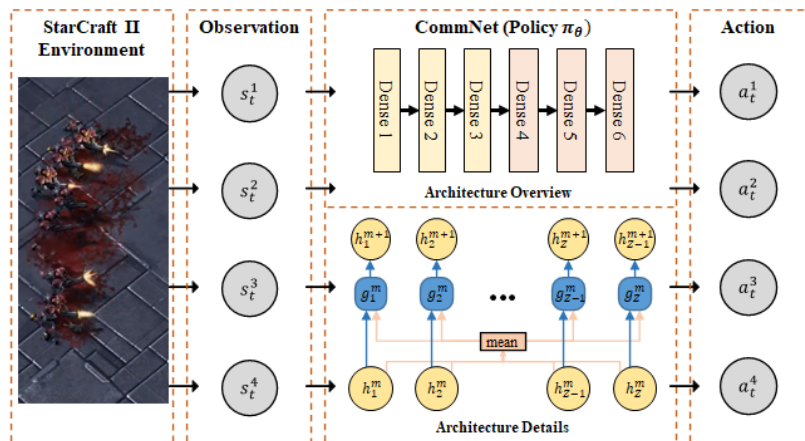 StarCraft II
Environment
Observation
s_t^1
s_t^2
s_t^3
s_t^4
CommNet (Policy π_θ)
Dense 1
Dense 2
Dense 3
Dense 4
Dense 5
Dense 6
Architecture Overview
h_1^{m+1} h_2^{m+1} h_Z^{m+1} h_{Z-1}^{m+1}
g_1^m g_2^m ••• g_{Z-1}^m g_Z^m
mean
h_1^m h_2^m h_{Z-1}^m h_Z^m
Architecture Details
Action
a_t^1
a_t^2
a_t^3
a_t^4